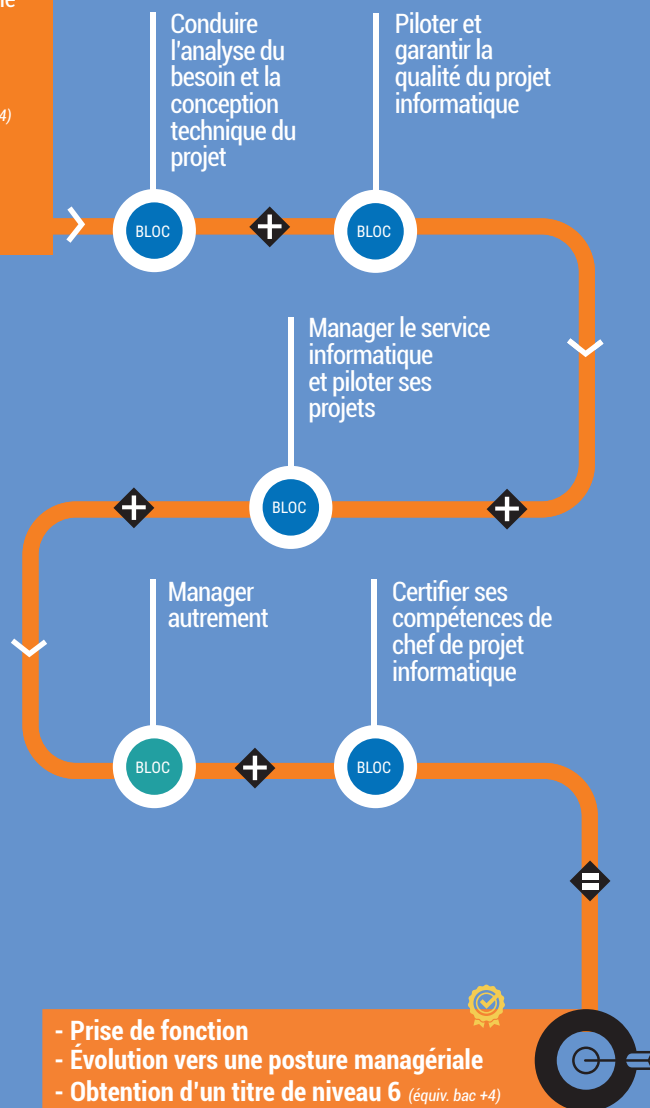 4)
Conduire
l'analyse du
besoin et la
conception
technique du
projet
Piloter et
garantir la
qualité du projet
informatique
BLOC
BLOC
Manager le service
informatique
et piloter ses
projets
BLOC
Manager
autrement
Certifier ses
compétences de
chef de projet
informatique
BLOC
BLOC
- Prise de fonction
- Évolution vers une posture managériale
- Obtention d'un titre de niveau 6 (équiv. bac +4)